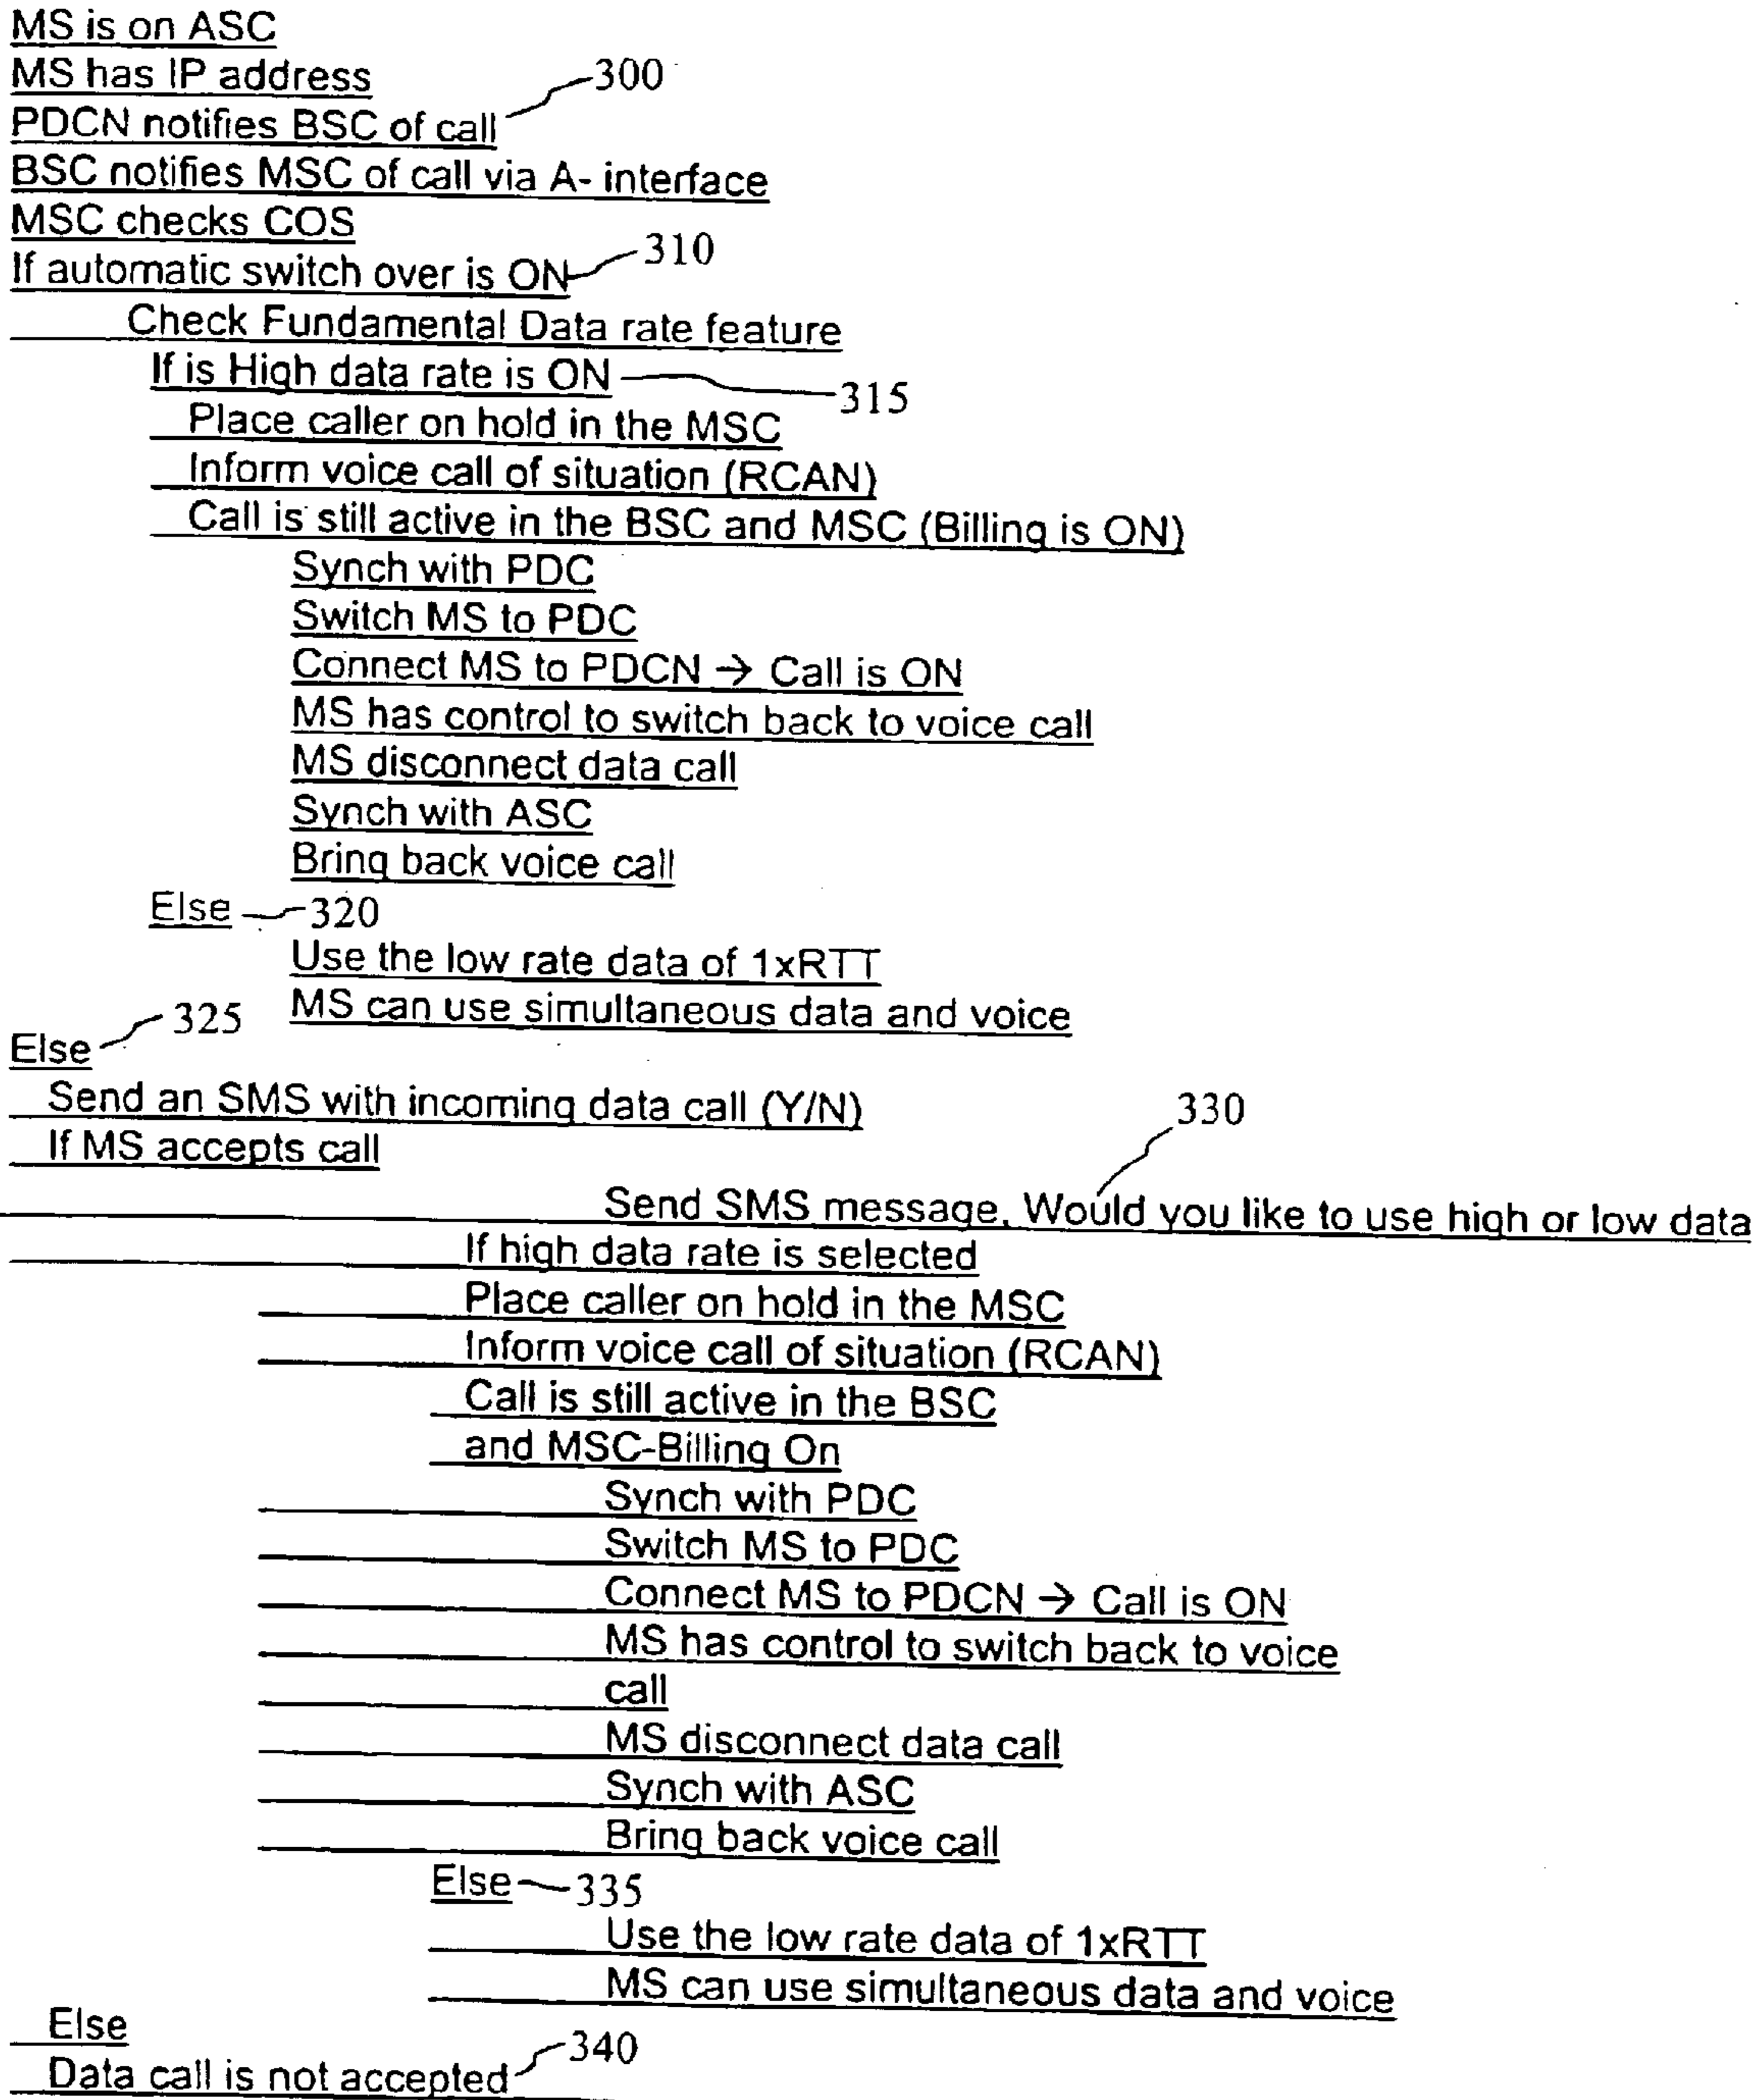 MS is on ASC
MS has IP address
300
PDCN notifies BSC of call
BSC notifies MSC of call via A- interface
MSC checks COS
If automatic switch over is ON 310
Check Fundamental Data rate feature
If is High data rate is ON 315
Place caller on hold in the MSC
Inform voice call of situation (RCAN)
Call is still active in the BSC and MSC (Billing is ON)
Synch with PDC
Switch MS to PDC
Connect MS to PDCN → Call is ON
MS has control to switch back to voice call
MS disconnect data call
Synch with ASC
Bring back voice call
Else 320
Use the low rate data of 1xRTT
MS can use simultaneous data and voice
Else 325
Send an SMS with incoming data call (Y/N)
If MS accepts call
330
Send SMS message, Would you like to use high or low data
If high data rate is selected
Place caller on hold in the MSC
Inform voice call of situation (RCAN)
Call is still active in the BSC
and MSC-Billing On
Synch with PDC
Switch MS to PDC
Connect MS to PDCN → Call is ON
MS has control to switch back to voice
call
MS disconnect data call
Synch with ASC
Bring back voice call
Else 335
Use the low rate data of 1xRTT
MS can use simultaneous data and voice
Else
Data call is not accepted 340